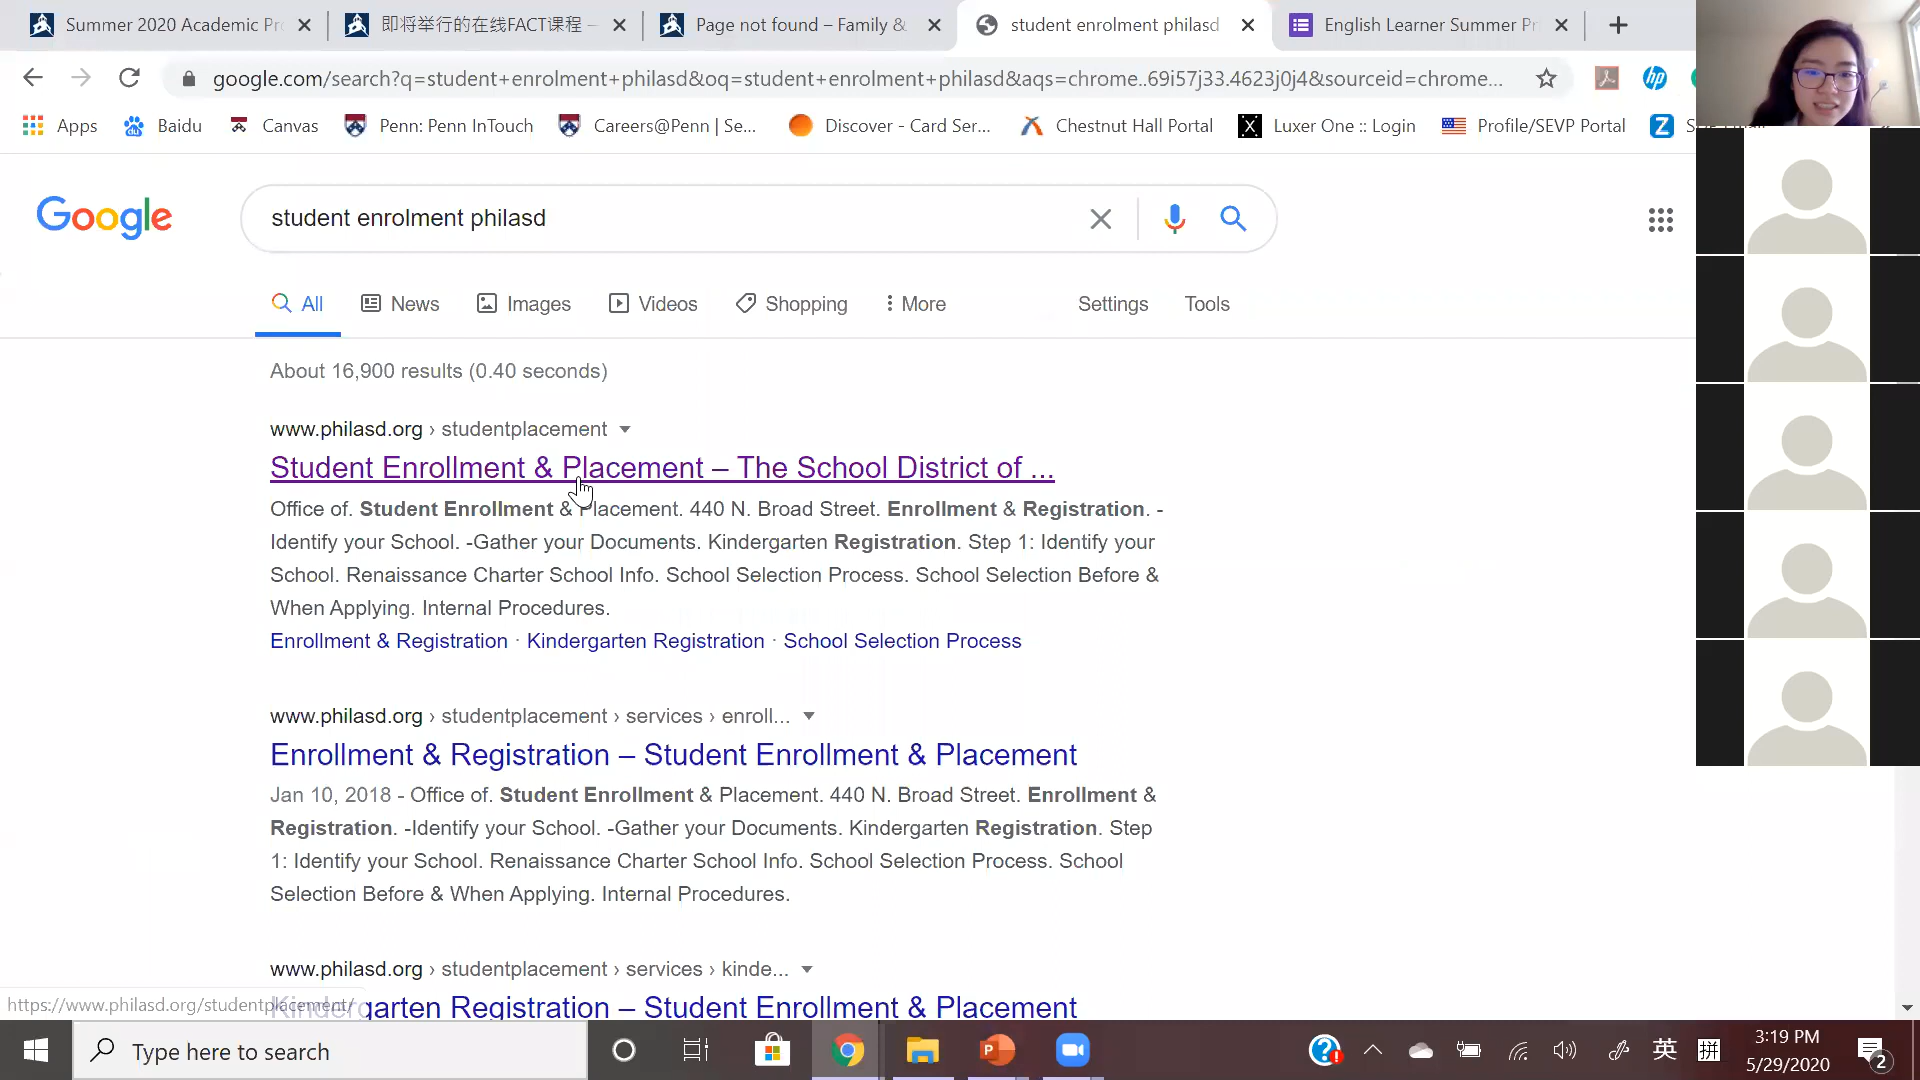 Summer 2020 Academic Pr
即将举行的在线FACT课程 –
Page not found – Family &
student enrolment philasd
English Learner Summer Pr
google.com/search?q=student+enrolment+philasd&oq=student+enrolment+philasd&aqs=chrome..69i57j33.4623j0j4&sourceid=chrome...
Apps
Baidu
Canvas
Penn: Penn InTouch
Careers@Penn | Se...
Discover - Card Ser...
Chestnut Hall Portal
Luxer One :: Login
Profile/SEVP Portal
Google
student enrolment philasd
All News Images Videos Shopping More Settings Tools
About 16,900 results (0.40 seconds)
www.philasd.org › studentplacement
Student Enrollment & Placement – The School District of ...
Office of. Student Enrollment & Placement. 440 N. Broad Street. Enrollment & Registration. -
Identify your School. -Gather your Documents. Kindergarten Registration. Step 1: Identify your
School. Renaissance Charter School Info. School Selection Process. School Selection Before &
When Applying. Internal Procedures.
Enrollment & Registration · Kindergarten Registration · School Selection Process
www.philasd.org › studentplacement › services › enroll...
Enrollment & Registration – Student Enrollment & Placement
Jan 10, 2018 - Office of. Student Enrollment & Placement. 440 N. Broad Street. Enrollment &
Registration. -Identify your School. -Gather your Documents. Kindergarten Registration. Step
1: Identify your School. Renaissance Charter School Info. School Selection Process. School
Selection Before & When Applying. Internal Procedures.
www.philasd.org › studentplacement › services › kinde...
Kindergarten Registration – Student Enrollment & Placement
https://www.philasd.org/studentplacement/
Type here to search
英
拼
3:19 PM
5/29/2020
2